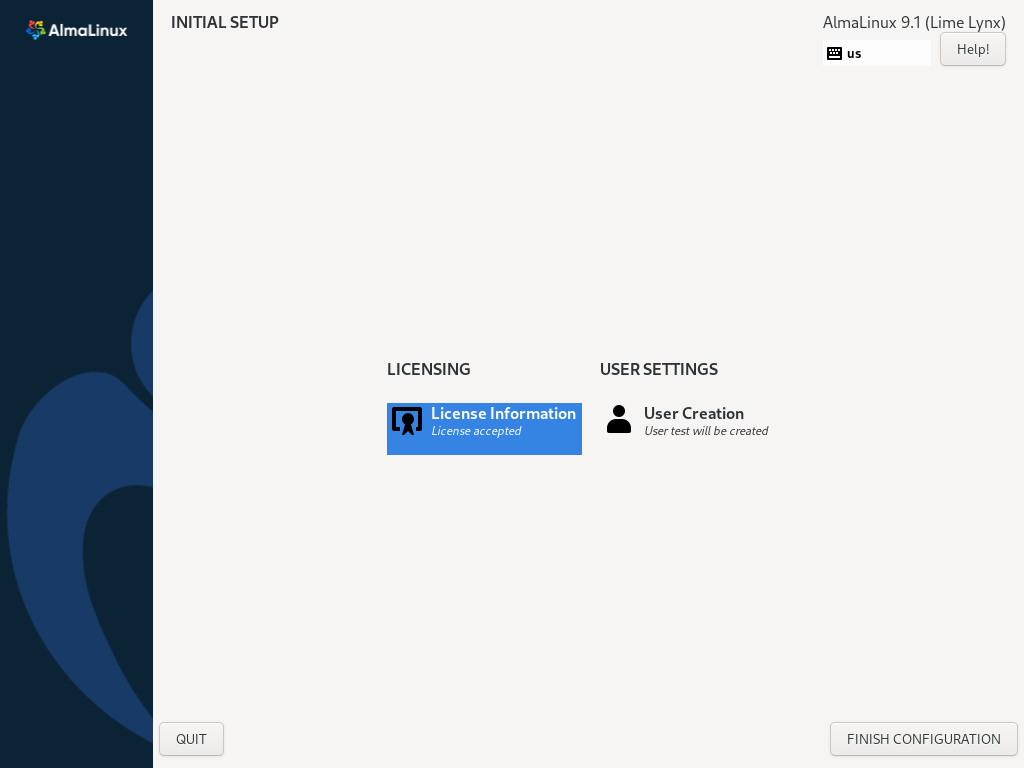 AlmaLinux
INITIAL SETUP
AlmaLinux 9.1 (Lime Lynx)
us
Help!
LICENSING
License Information
License accepted
USER SETTINGS
User Creation
User test will be created
QUIT
FINISH CONFIGURATION